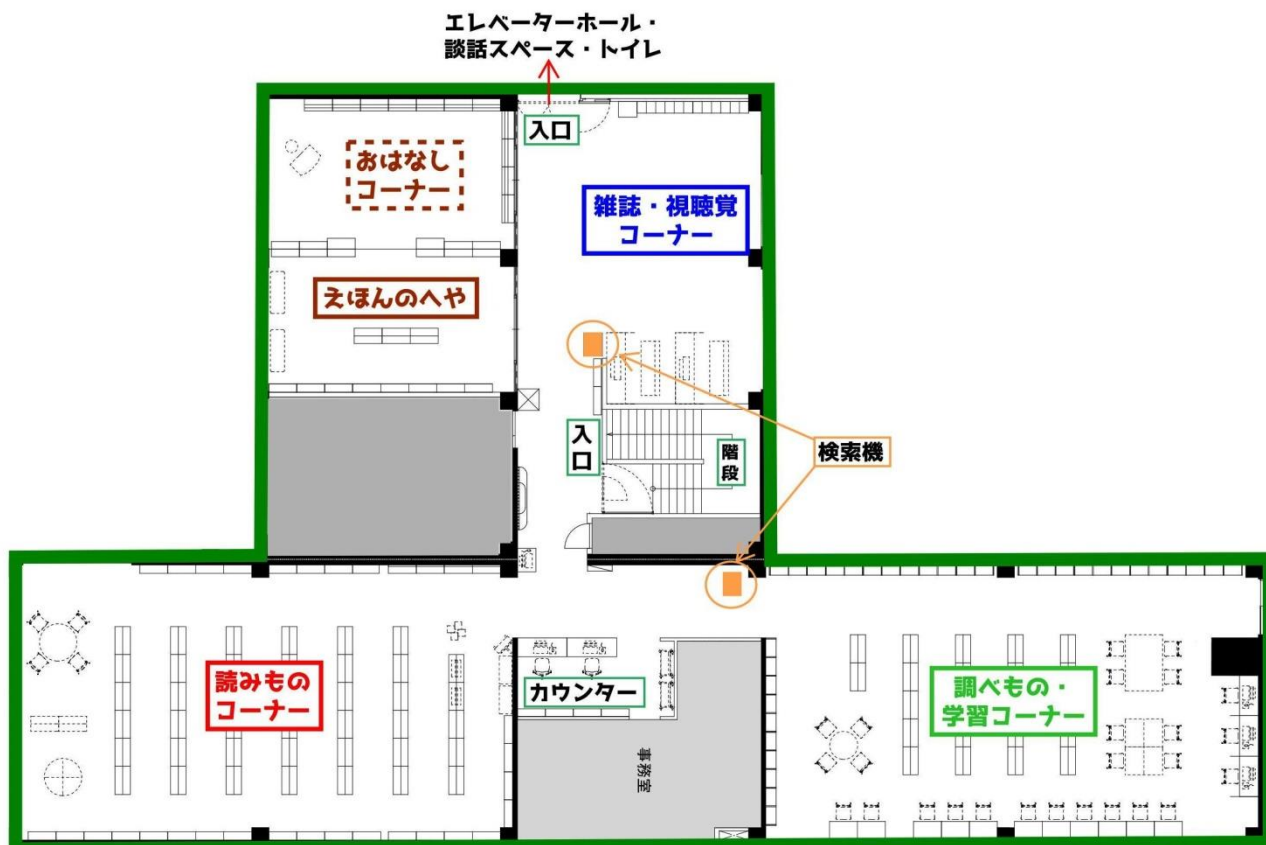 エレベーターホール・
談話スペース・トイレ
入口
おはなし
コーナー
雑誌・視聴覚
コーナー
えほんのへや
入口
階段
検索機
読みもの
コーナー
カウンター
調べもの・
学習コーナー
事務室